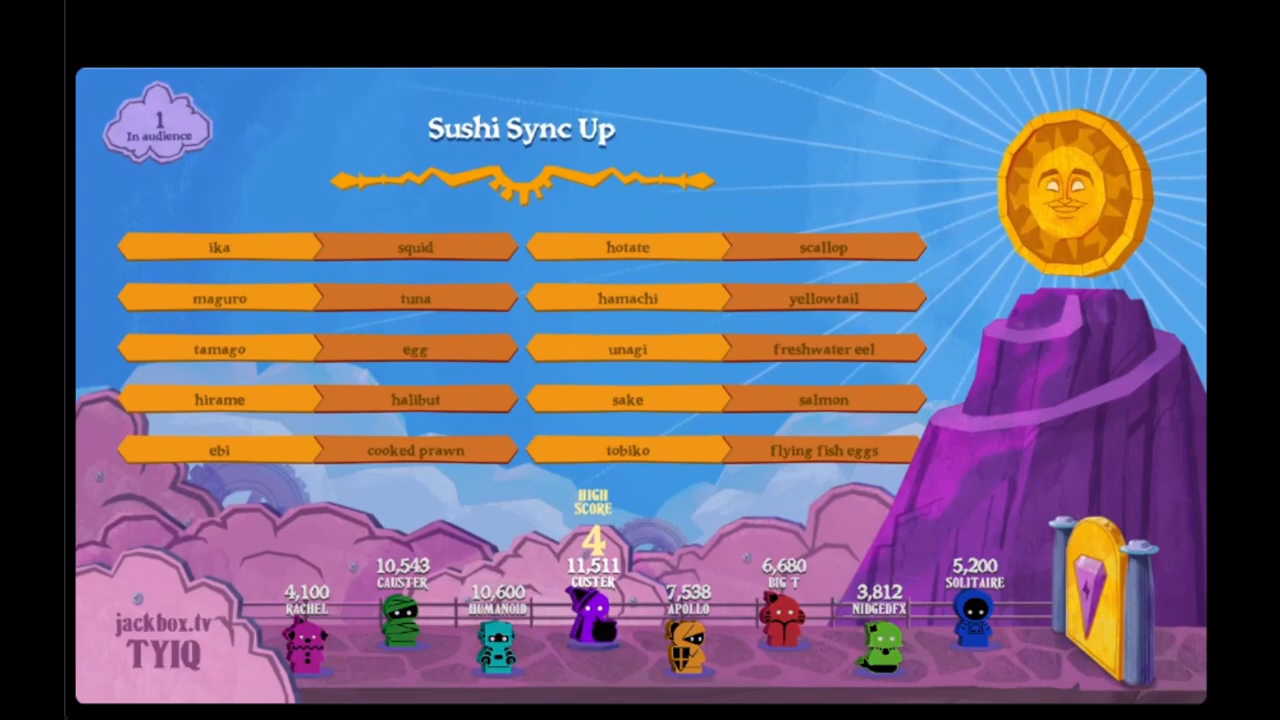 1
In audience
Sushi Sync Up
ika squid hotate scallop
maguro tuna hamachi yellowtail
tamago egg unagi freshwater eel
hirame halibut sake salmon
ebi cooked prawn tobiko flying fish eggs
HIGH
SCORE
4
4,100
RACHEL
10,543
CAUSTER
10,600
HUMANOID
11,511
CUSTER
7,538
APOLLO
6,680
BIG T
3,812
NIDGEDFX
5,200
SOLITAIRE
jackbox.tv
TYIQ